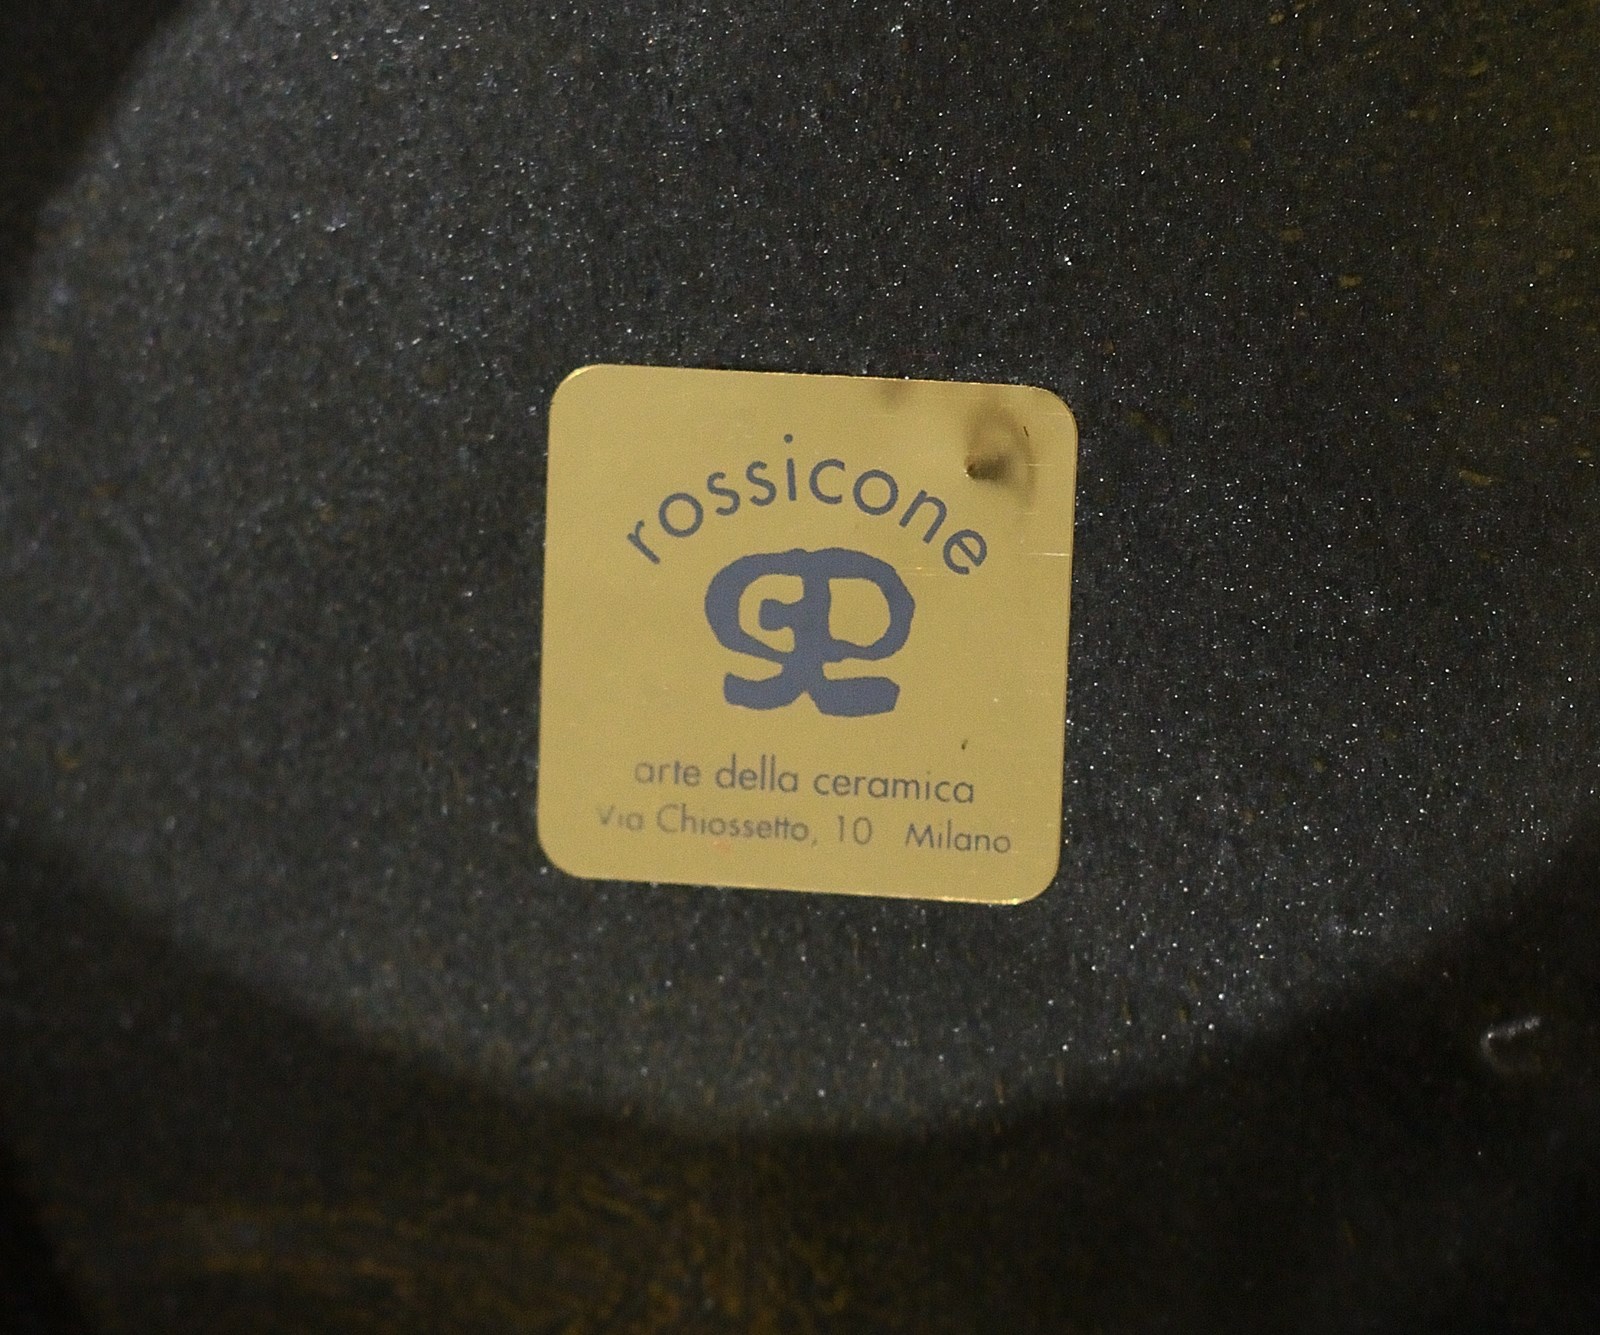 rossicone
arte della ceramica
Via Chiossetto, 10 Milano